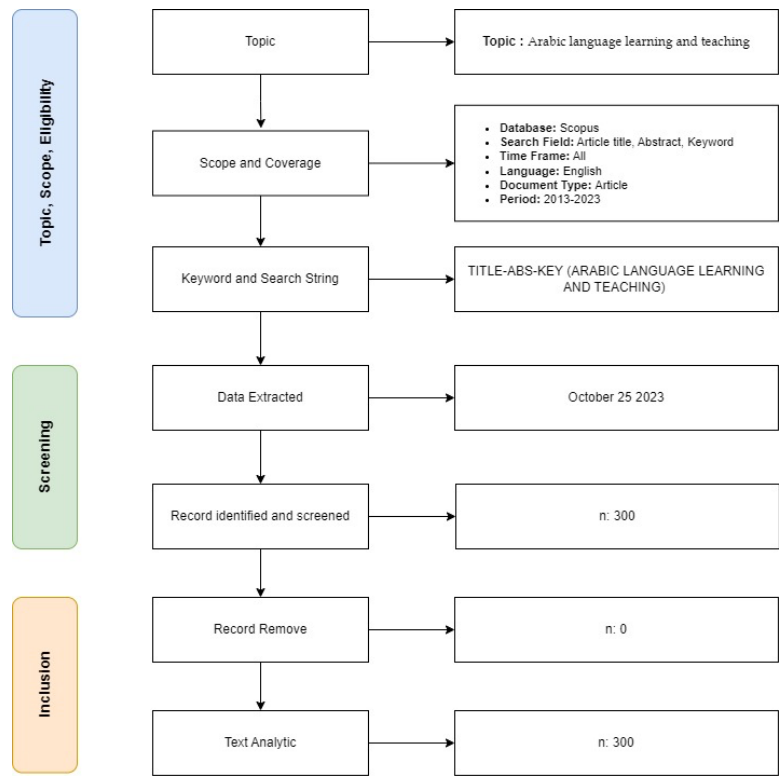 Topic, Scope, Eligibility
Topic
Topic : Arabic language learning and teaching
Scope and Coverage
• Database: Scopus
• Search Field: Article title, Abstract, Keyword
• Time Frame: All
• Language: English
• Document Type: Article
• Period: 2013-2023
Keyword and Search String
TITLE-ABS-KEY (ARABIC LANGUAGE LEARNING
AND TEACHING)
Screening
Data Extracted
October 25 2023
Record identified and screened
n: 300
Inclusion
Record Remove
n: 0
Text Analytic
n: 300